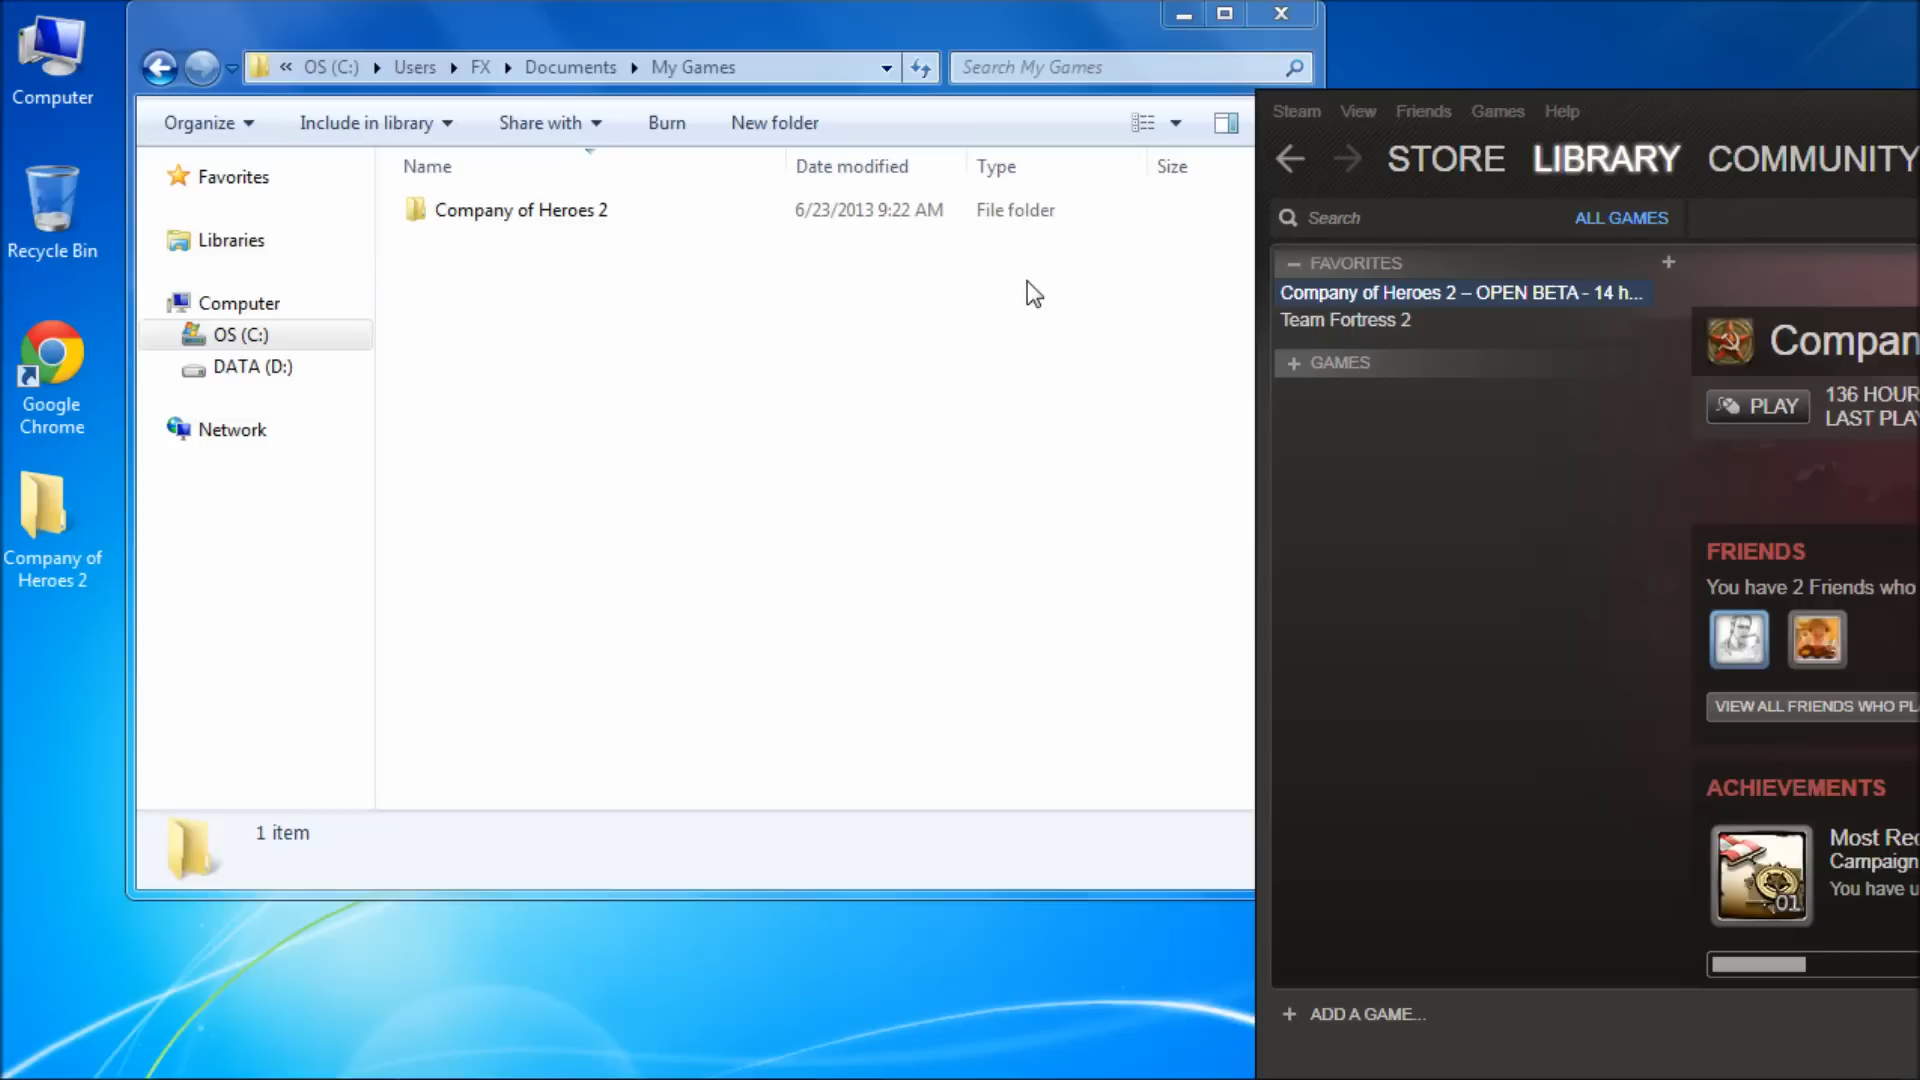 Computer
Recycle Bin
Google
Chrome
Company of
Heroes 2
« OS (C:) Users FX Documents My Games
Search My Games
Organize Include in library Share with Burn New folder
Name Date modified Type Size
Favorites
Libraries
Computer
OS (C:)
DATA (D:)
Network
Company of Heroes 2 6/23/2013 9:22 AM File folder
1 item
Steam View Friends Games Help
STORE LIBRARY COMMUNITY
Search ALL GAMES
– FAVORITES +
Company of Heroes 2 – OPEN BETA - 14 h...
Team Fortress 2
+ GAMES
Compan
PLAY
136 HOUR
LAST PLA
FRIENDS
You have 2 Friends who
VIEW ALL FRIENDS WHO PL
ACHIEVEMENTS
01
Most Rec
Campaign
You have u
+ ADD A GAME...